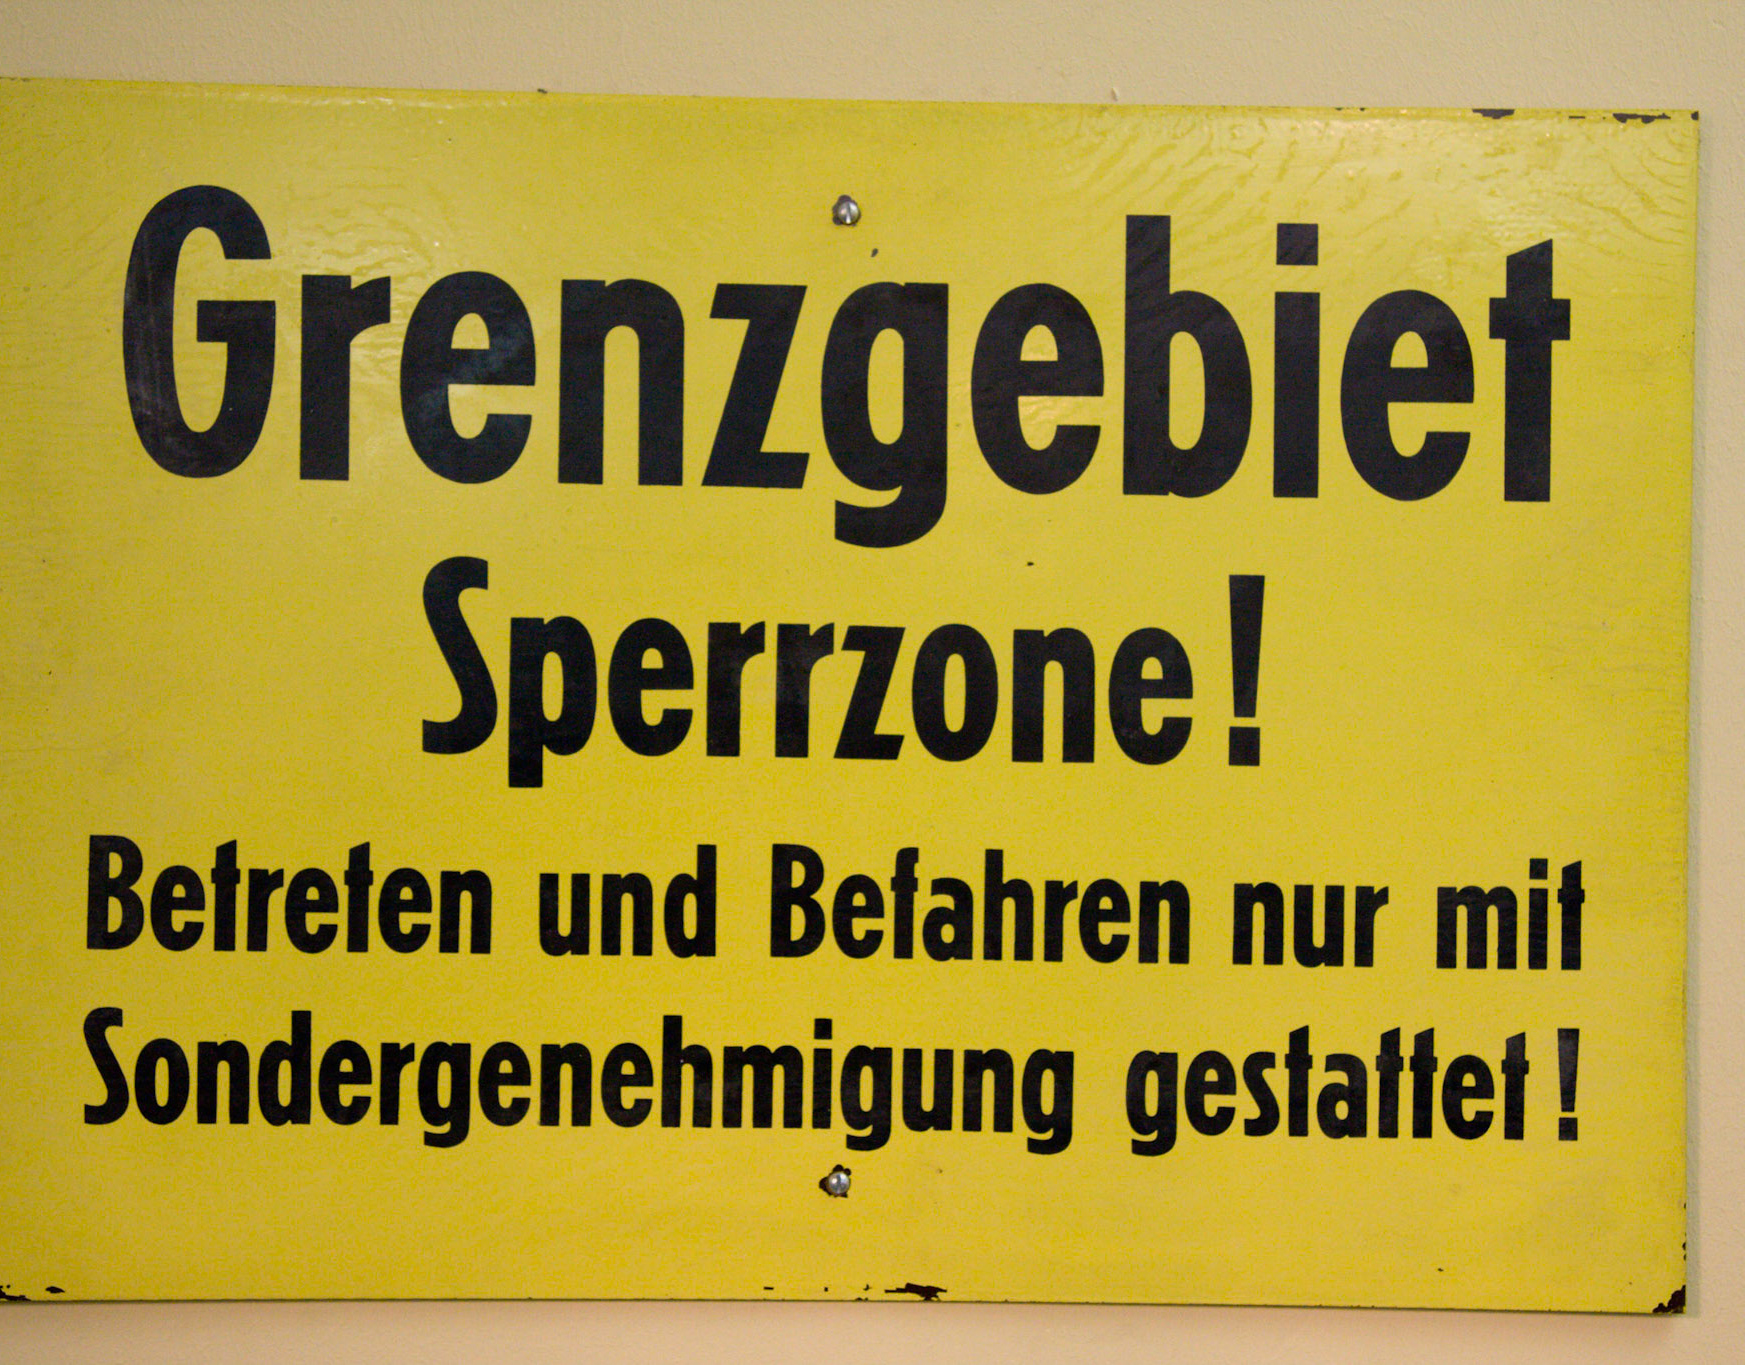 Grenzgebiet
Sperrzone!
Betreten und Befahren nur mit
Sondergenehmigung gestattet!